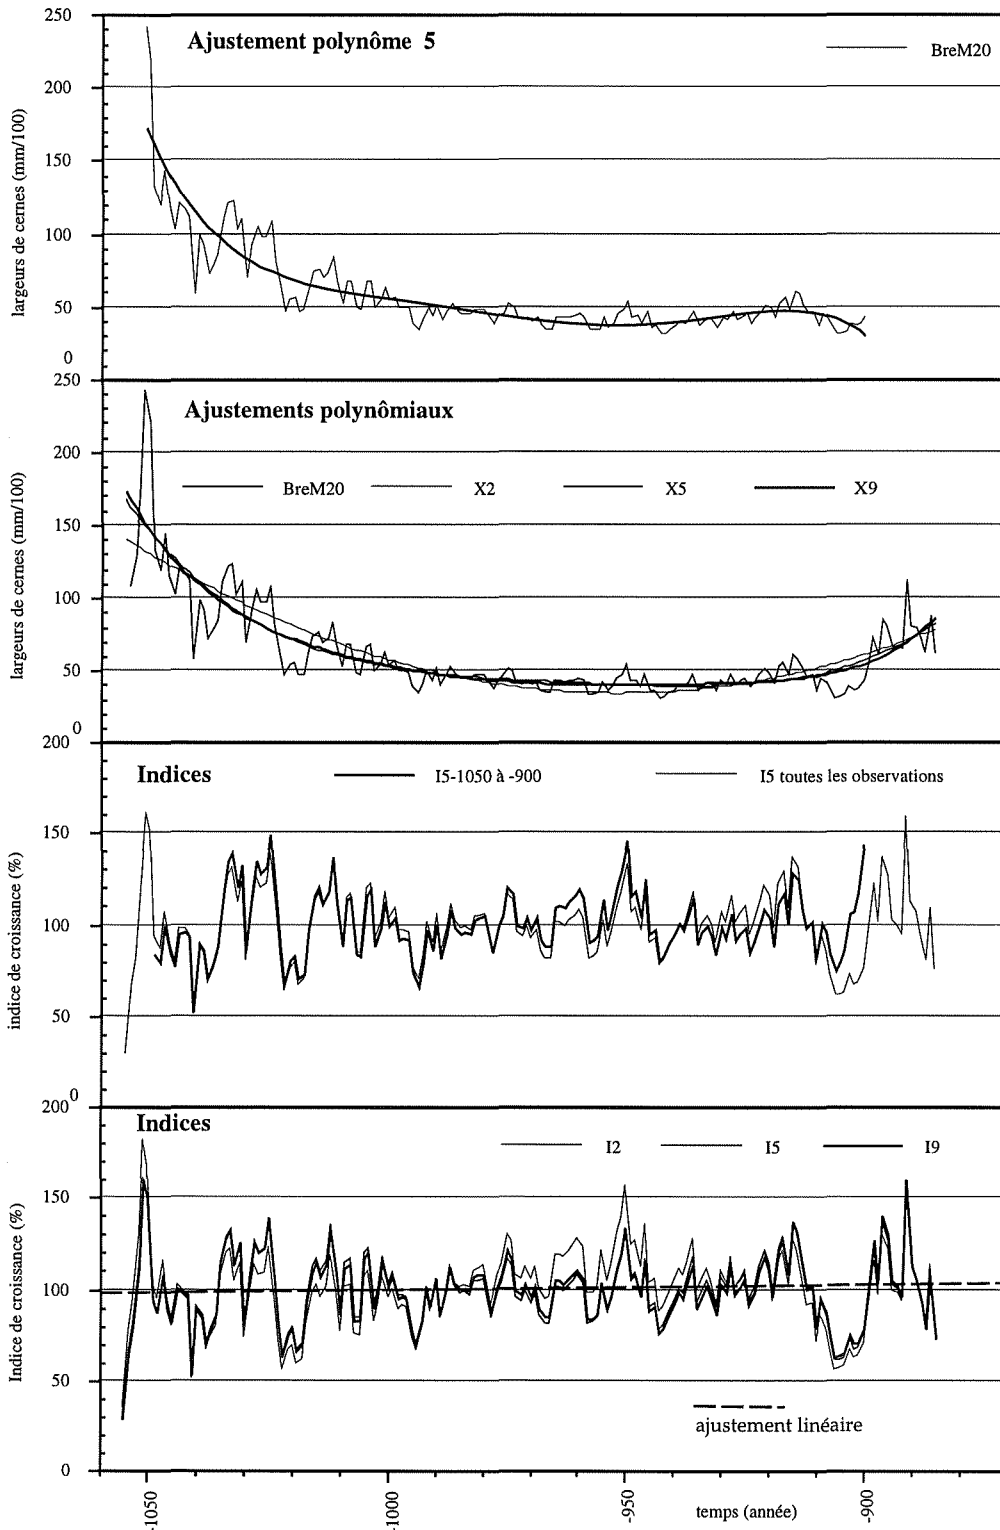 250
Ajustement polynôme 5
BreM20
200
150
100
50
0
largeurs de cernes (mm/100)
250
Ajustements polynômiaux
200
BreM20 X2 X5 X9
150
100
50
0
largeurs de cernes (mm/100)
200
Indices
I5-1050 à -900 I5 toutes les observations
150
100
50
0
indice de croissance (%)
200
Indices
I2 I5 I9
150
100
50
0
Indice de croissance (%)
ajustement linéaire
-1050 -1000 -950 -900
temps (année)